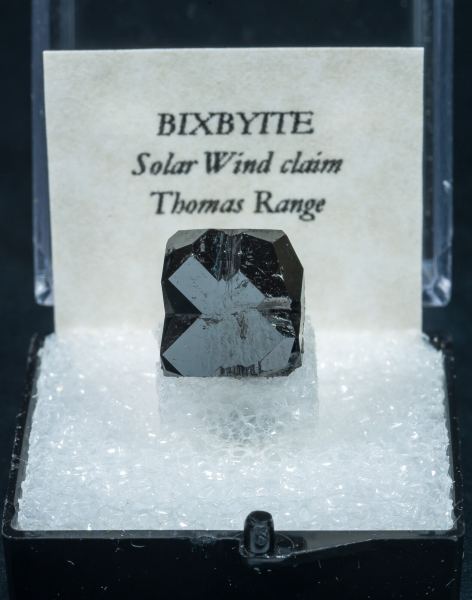 BIXBYITE
Solar Wind claim
Thomas Range